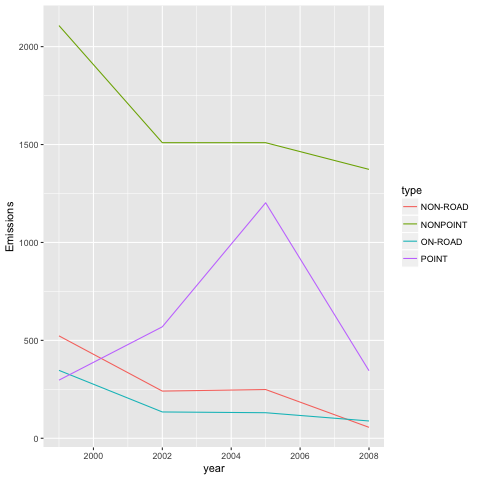 2000
1500
1000
500
0
Emissions
2000
2002
2004
2006
2008
year
type
NON-ROAD
NONPOINT
ON-ROAD
POINT